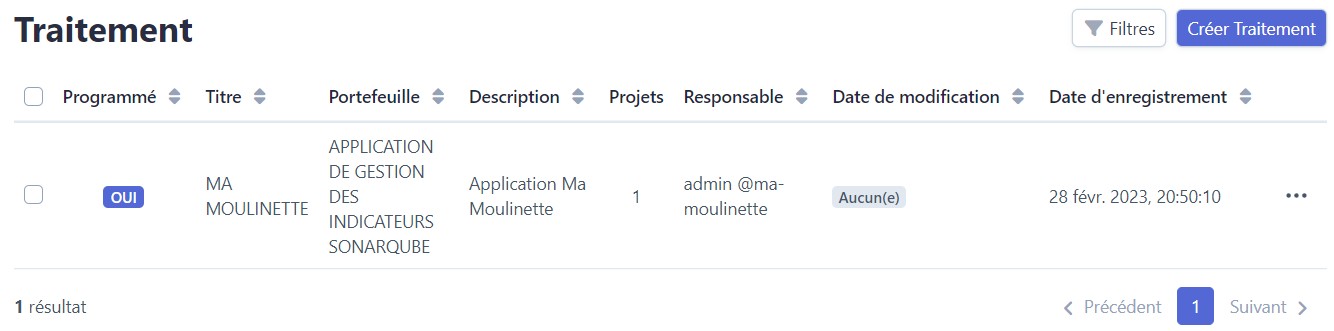 Traitement
Filtres
Créer Traitement
Programmé Titre Portefeuille Description Projets Responsable Date de modification Date d'enregistrement
OUI
MA
MOULINETTE
APPLICATION
DE GESTION
DES
INDICATEURS
SONARQUBE
Application Ma
Moulinette
1
admin @ma-
moulinette
Aucun(e)
28 févr. 2023, 20:50:10
1 résultat
Précédent 1 Suivant